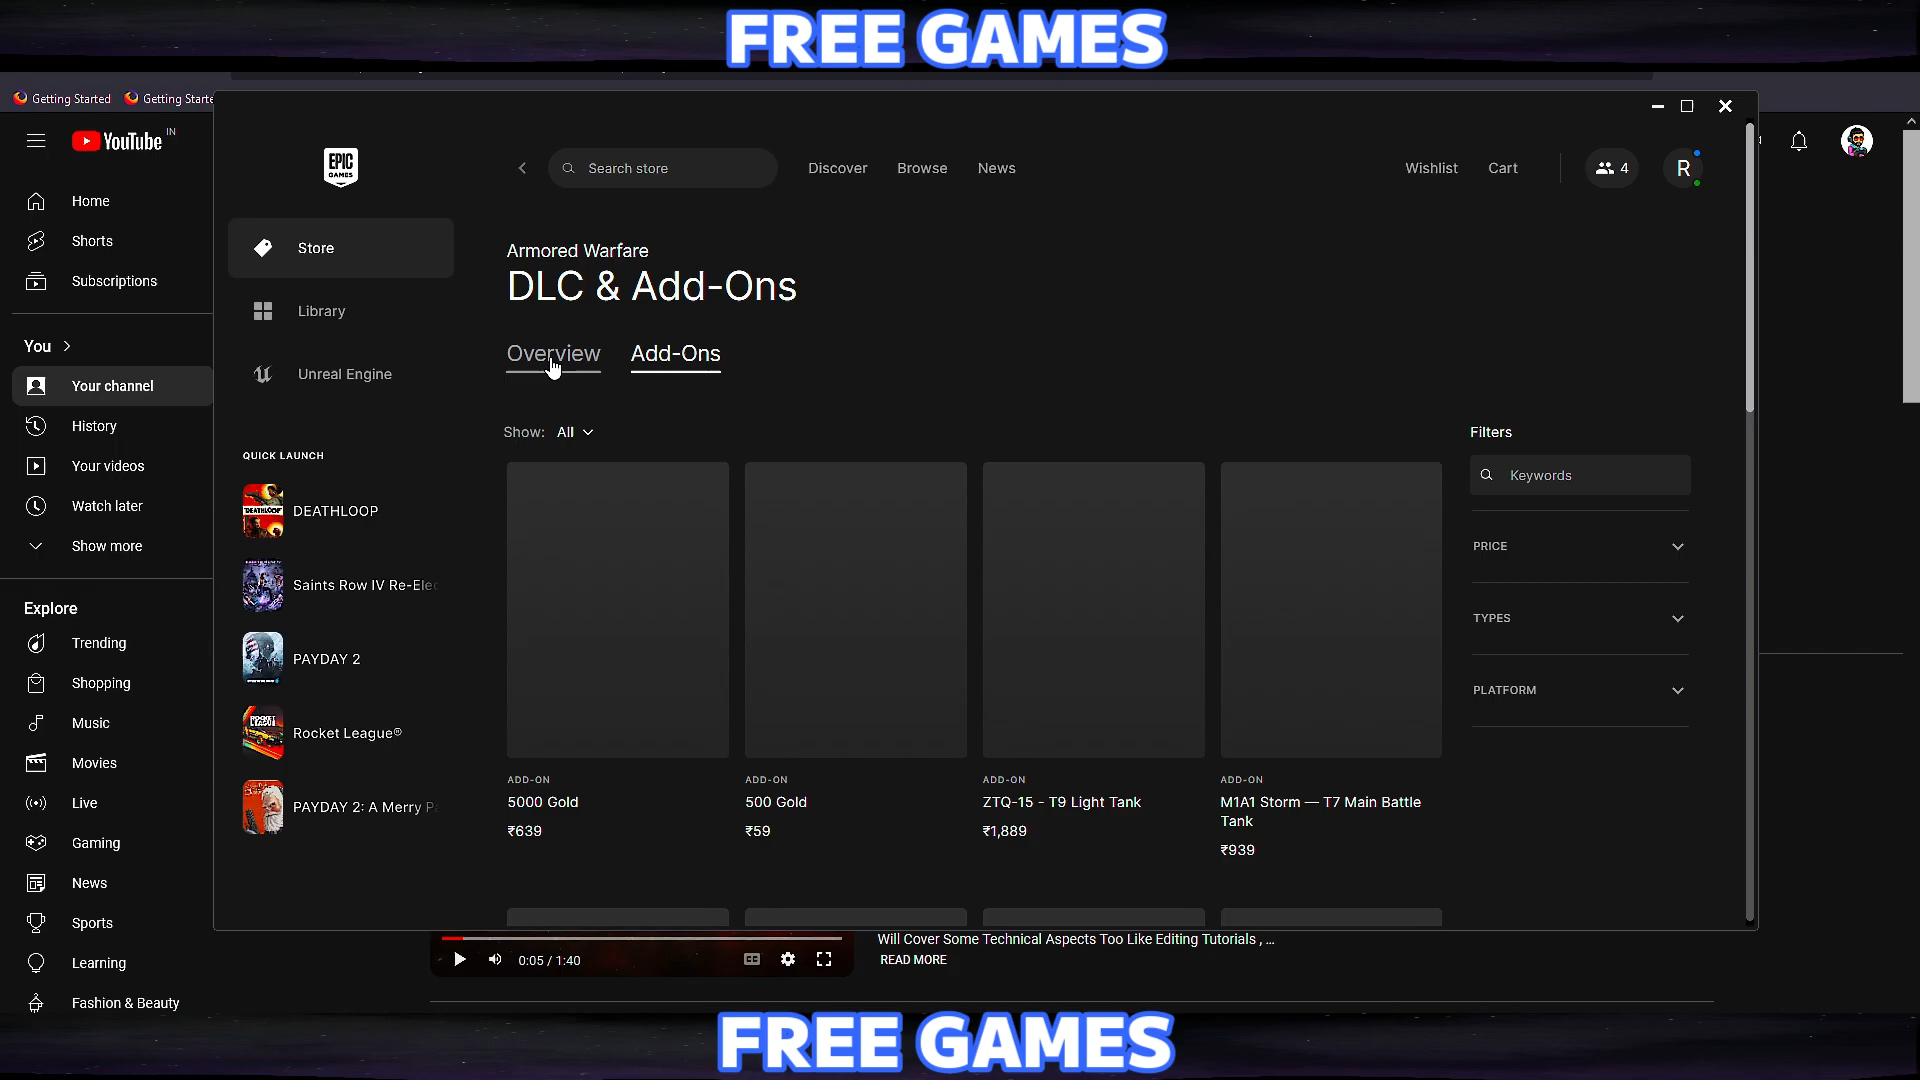 FREE GAMES
Getting Started
Getting Starte
YouTube IN
Home
Shorts
Subscriptions
You
Your channel
History
Your videos
Watch later
Show more
Explore
Trending
Shopping
Music
Movies
Live
Gaming
News
Sports
Learning
Fashion & Beauty
EPIC
GAMES
Store
Library
Unreal Engine
QUICK LAUNCH
DEATHLOOP
Saints Row IV Re-Elec
PAYDAY 2
Rocket League®
PAYDAY 2: A Merry Pa
Search store
Discover
Browse
News
Wishlist
Cart
4
R
Armored Warfare
DLC & Add-Ons
Overview
Add-Ons
Show: All
ADD-ON
5000 Gold
₹639
ADD-ON
500 Gold
₹59
ADD-ON
ZTQ-15 - T9 Light Tank
₹1,889
ADD-ON
M1A1 Storm — T7 Main Battle
Tank
₹939
Filters
Keywords
PRICE
TYPES
PLATFORM
0:05 / 1:40
Will Cover Some Technical Aspects Too Like Editing Tutorials , ...
READ MORE
FREE GAMES